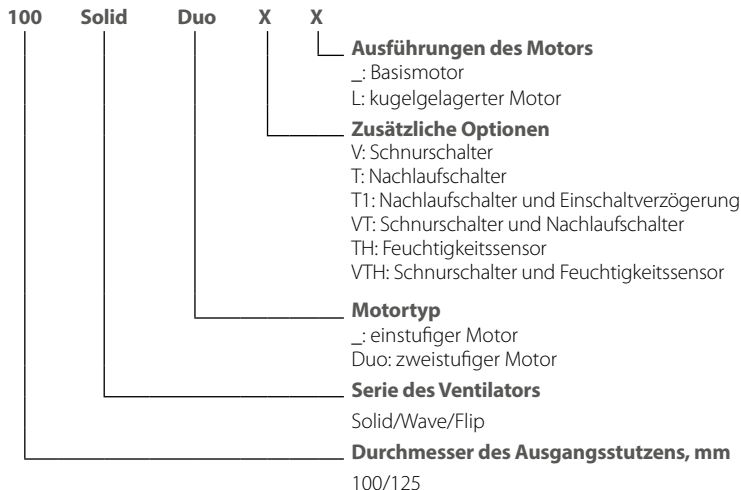 100 Solid Duo X X
Ausführungen des Motors
_: Basismotor
L: kugelgelagerter Motor
Zusätzliche Optionen
V: Schnurschalter
T: Nachlaufschalter
T1: Nachlaufschalter und Einschaltverzögerung
VT: Schnurschalter und Nachlaufschalter
TH: Feuchtigkeitssensor
VTH: Schnurschalter und Feuchtigkeitssensor
Motortyp
_: einstufiger Motor
Duo: zweistufiger Motor
Serie des Ventilators
Solid/Wave/Flip
Durchmesser des Ausgangsstutzens, mm
100/125